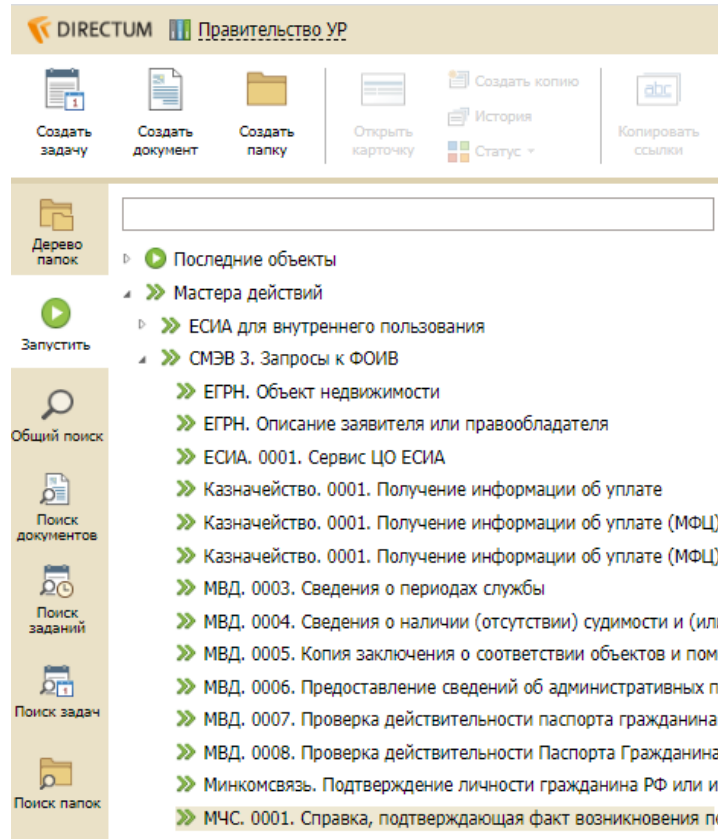 DIRECTUM Правительство УР
Создать задачу
Создать документ
Создать папку
Открыть карточку
Создать копию
История
Статус
abc
Копировать ссылки
Дерево папок
Запустить
Общий поиск
Поиск документов
Поиск заданий
Поиск задач
Поиск папок
Последние объекты
Мастера действий
ЕСИА для внутреннего пользования
СМЭВ 3. Запросы к ФОИВ
ЕГРН. Объект недвижимости
ЕГРН. Описание заявителя или правообладателя
ЕСИА. 0001. Сервис ЦО ЕСИА
Казначейство. 0001. Получение информации об уплате
Казначейство. 0001. Получение информации об уплате (МФЦ)
Казначейство. 0001. Получение информации об уплате (МФЦ)
МВД. 0003. Сведения о периодах службы
МВД. 0004. Сведения о наличии (отсутствии) судимости и (или
МВД. 0005. Копия заключения о соответствии объектов и пом
МВД. 0006. Предоставление сведений об административных п
МВД. 0007. Проверка действительности паспорта гражданина
МВД. 0008. Проверка действительности Паспорта Гражданина
Минкомсвязь. Подтверждение личности гражданина РФ или и
МЧС. 0001. Справка, подтверждающая факт возникновения по